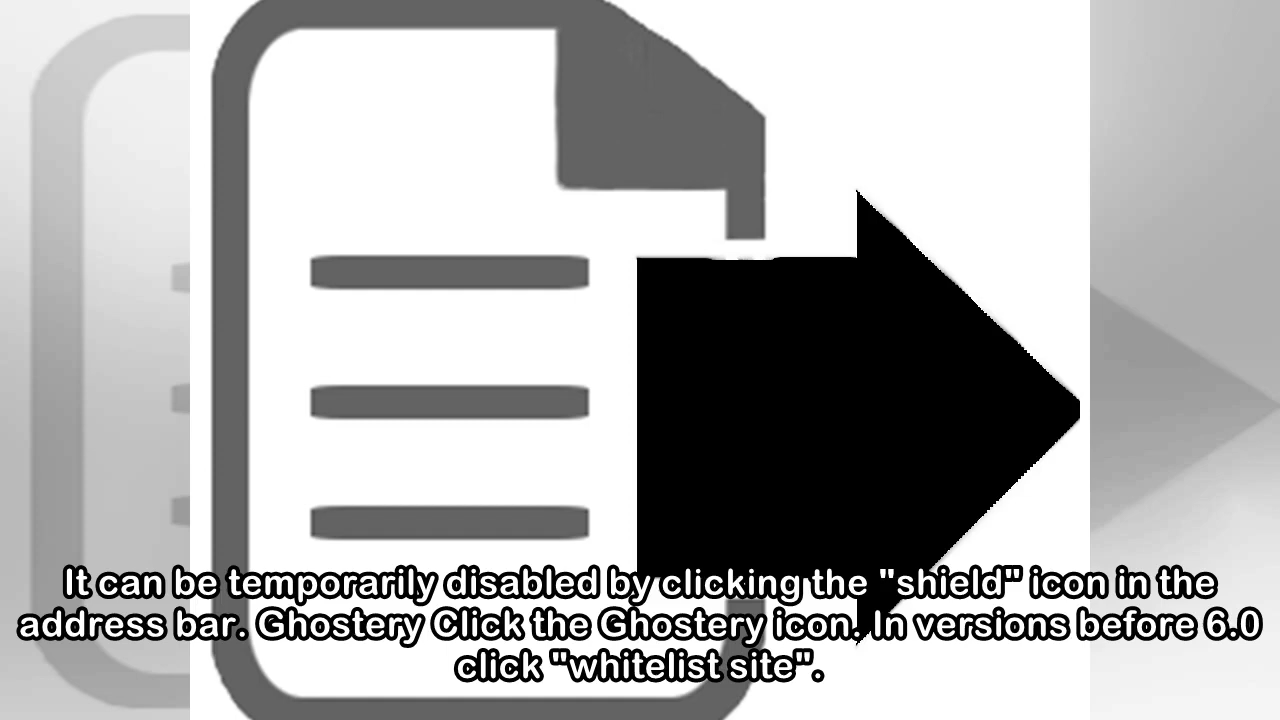 It can be temporarily disabled by clicking the "shield" icon in the
address bar. Ghostery Click the Ghostery icon. In versions before 6.0
click "whitelist site".